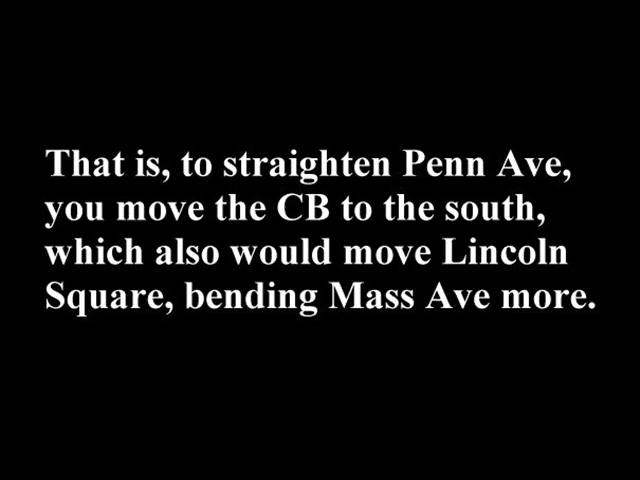 That is, to straighten Penn Ave,
you move the CB to the south,
which also would move Lincoln
Square, bending Mass Ave more.